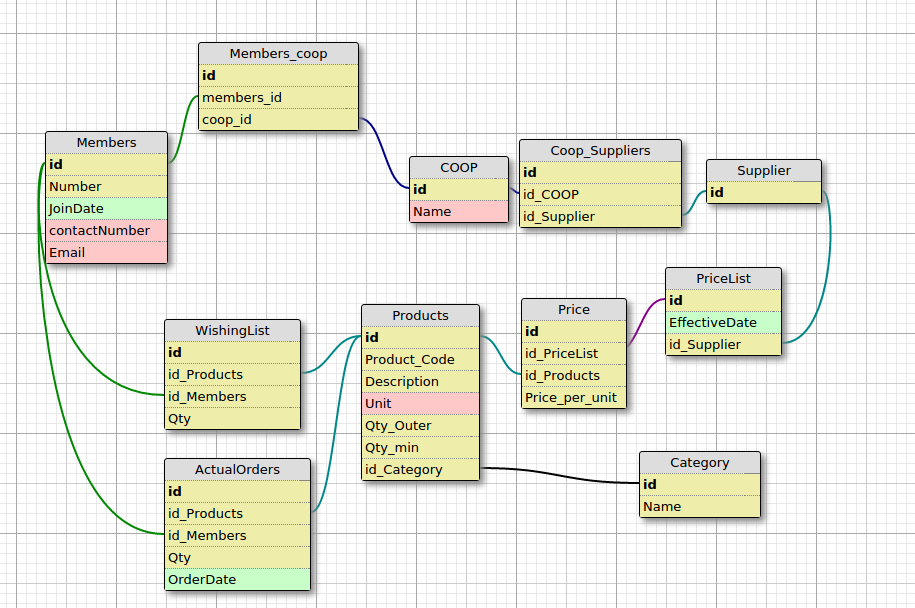 Members_coop
id
members_id
coop_id
Members
id
Number
JoinDate
contactNumber
Email
COOP
id
Name
Coop_Suppliers
id
id_COOP
id_Supplier
Supplier
id
PriceList
id
EffectiveDate
id_Supplier
Price
id
id_PriceList
id_Products
Price_per_unit
Products
id
Product_Code
Description
Unit
Qty_Outer
Qty_min
id_Category
WishingList
id
id_Products
id_Members
Qty
ActualOrders
id
id_Products
id_Members
Qty
OrderDate
Category
id
Name